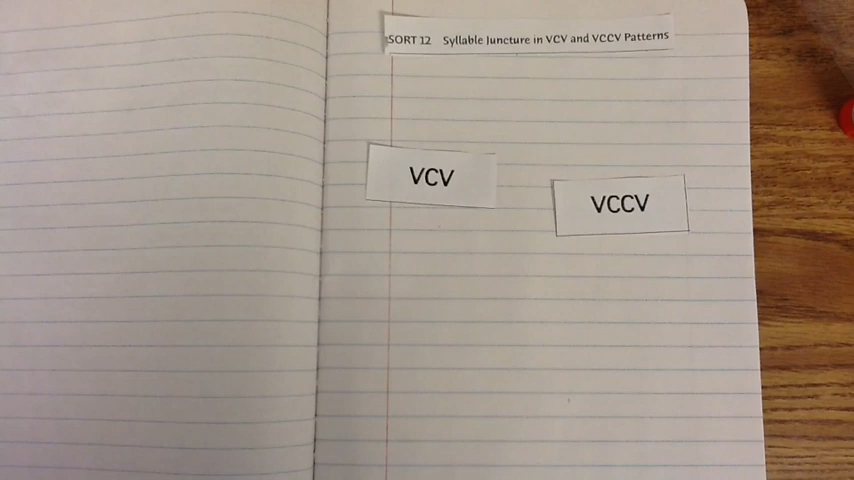 SORT 12 Syllable Juncture in VCV and VCCV Patterns
VCV
VCCV